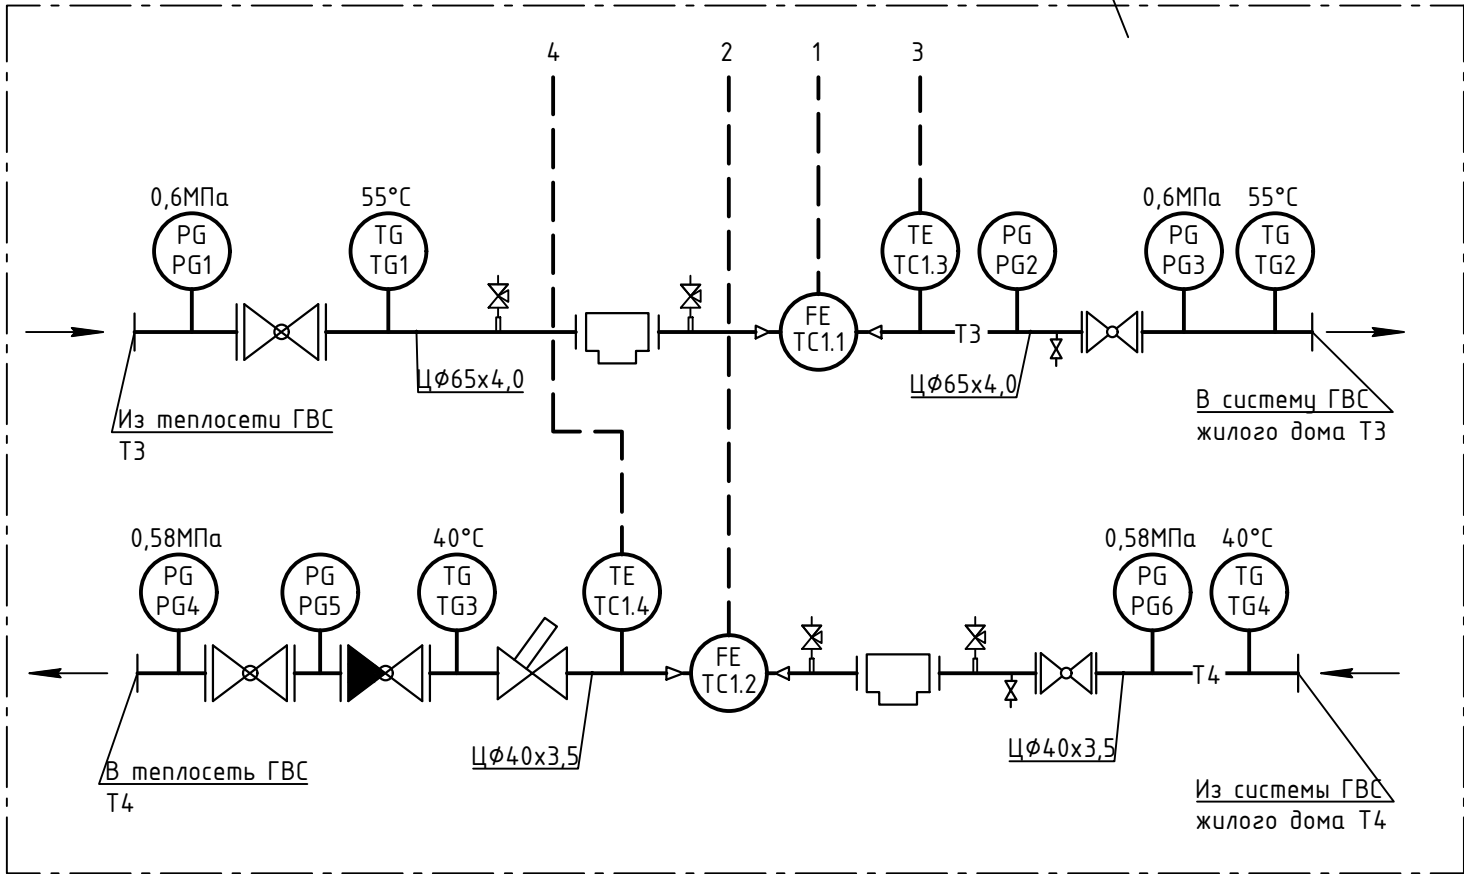 4
2
1
3
0,6МПа
55°С
0,6МПа
55°С
PG
PG1
TG
TG1
TE
TC1.3
PG
PG2
PG
PG3
TG
TG2
FE
TC1.1
Т3
ЦФ65х4,0
ЦФ65х4,0
Из теплосети ГВС
Т3
В систему ГВС
жилого дома Т3
0,58МПа
40°С
0,58МПа
40°С
PG
PG4
PG
PG5
TG
TG3
TE
TC1.4
PG
PG6
TG
TG4
FE
TC1.2
Т4
ЦФ40х3,5
ЦФ40х3,5
В теплосеть ГВС
Т4
Из системы ГВС
жилого дома Т4